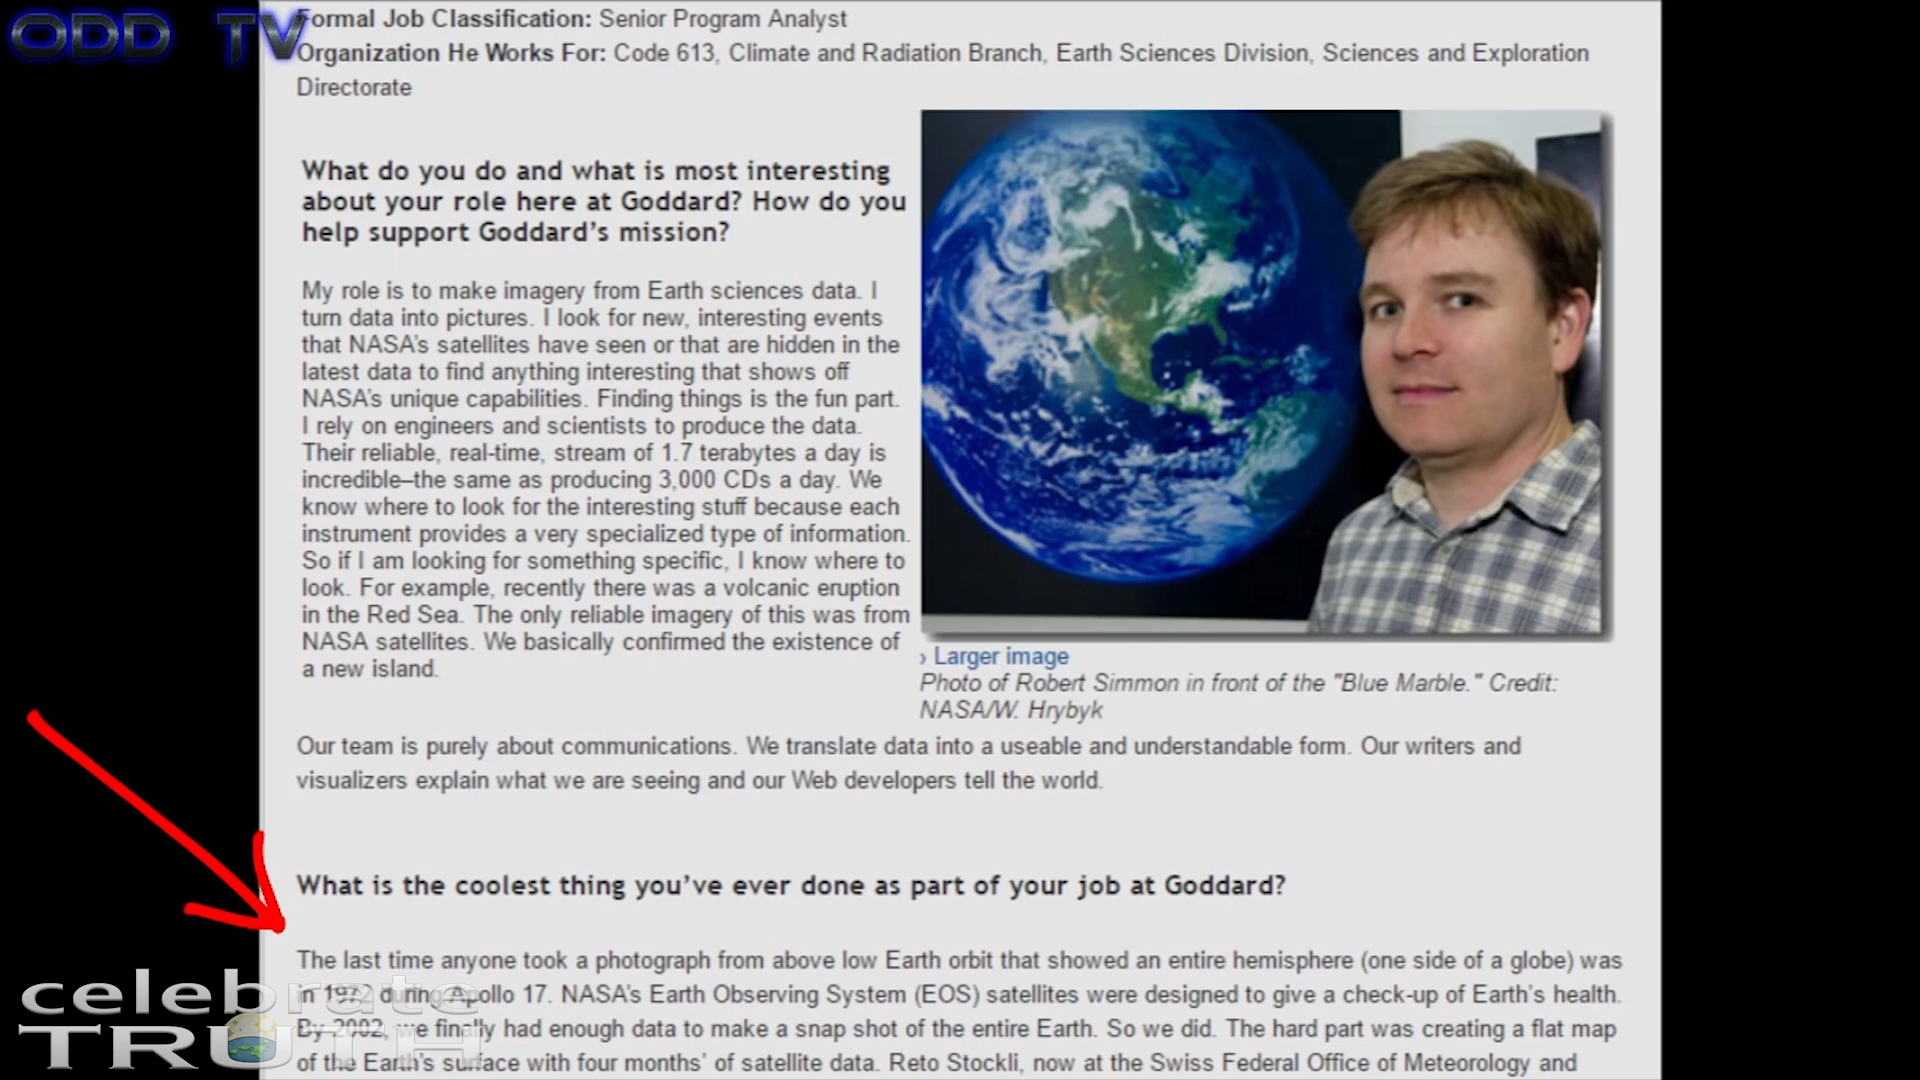 ODD TV
Formal Job Classification: Senior Program Analyst
Organization He Works For: Code 613, Climate and Radiation Branch, Earth Sciences Division, Sciences and Exploration
Directorate
What do you do and what is most interesting
about your role here at Goddard? How do you
help support Goddard's mission?
My role is to make imagery from Earth sciences data. I
turn data into pictures. I look for new, interesting events
that NASA's satellites have seen or that are hidden in the
latest data to find anything interesting that shows off
NASA's unique capabilities. Finding things is the fun part.
I rely on engineers and scientists to produce the data.
Their reliable, real-time, stream of 1.7 terabytes a day is
incredible–the same as producing 3,000 CDs a day. We
know where to look for the interesting stuff because each
instrument provides a very specialized type of information.
So if I am looking for something specific, I know where to
look. For example, recently there was a volcanic eruption
in the Red Sea. The only reliable imagery of this was from
NASA satellites. We basically confirmed the existence of
a new island.
› Larger image
Photo of Robert Simmon in front of the "Blue Marble." Credit:
NASA/W. Hrybyk
Our team is purely about communications. We translate data into a useable and understandable form. Our writers and
visualizers explain what we are seeing and our Web developers tell the world.
What is the coolest thing you've ever done as part of your job at Goddard?
The last time anyone took a photograph from above low Earth orbit that showed an entire hemisphere (one side of a globe) was
in 1972 during Apollo 17. NASA's Earth Observing System (EOS) satellites were designed to give a check-up of Earth's health.
By 2002, we finally had enough data to make a snap shot of the entire Earth. So we did. The hard part was creating a flat map
of the Earth's surface with four months' of satellite data. Reto Stockli, now at the Swiss Federal Office of Meteorology and
celebrate
TRUTH